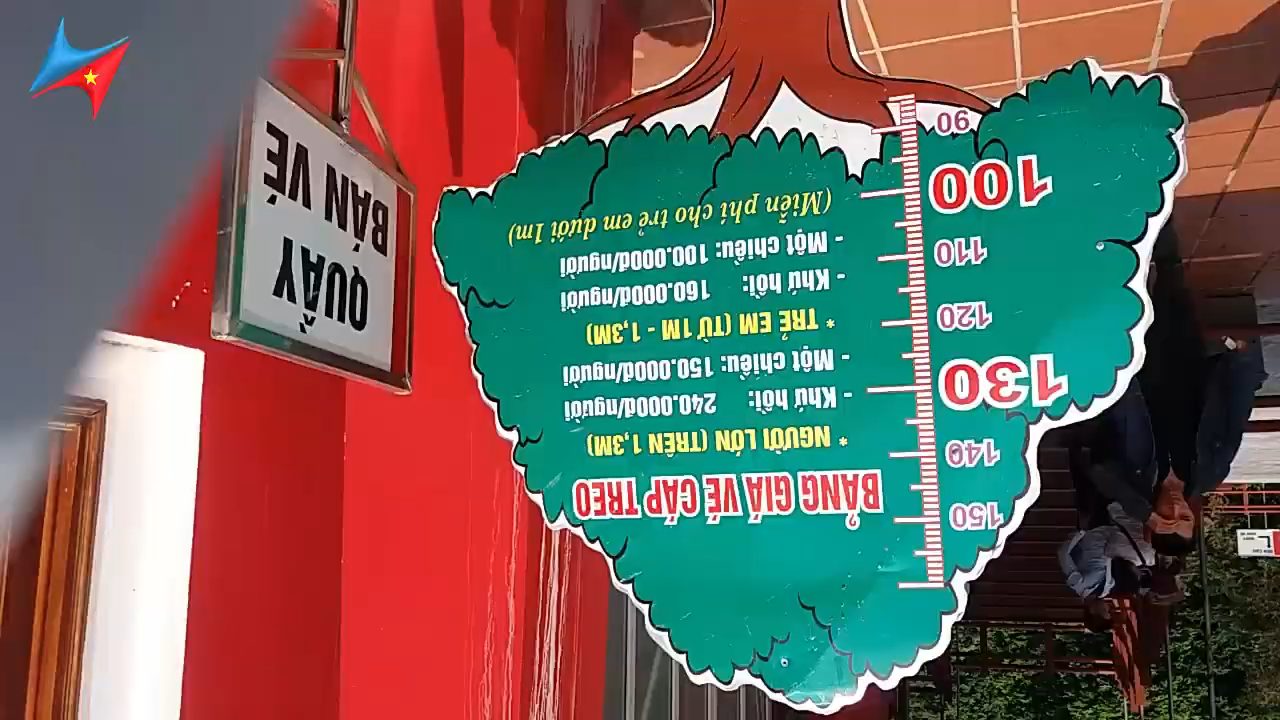 QUẦY
BÁN VÉ
BẢNG GIÁ VÉ CÁP TREO
* NGƯỜI LỚN (TRÊN 1,3M)
- Khứ hồi: 240.000đ/người
- Một chiều: 150.000đ/người
* TRẺ EM (TỪ 1M - 1,3M)
- Khứ hồi: 160.000đ/người
- Một chiều: 100.000đ/người
(Miễn phí cho trẻ em dưới 1m)
150
140
130
120
110
100
90